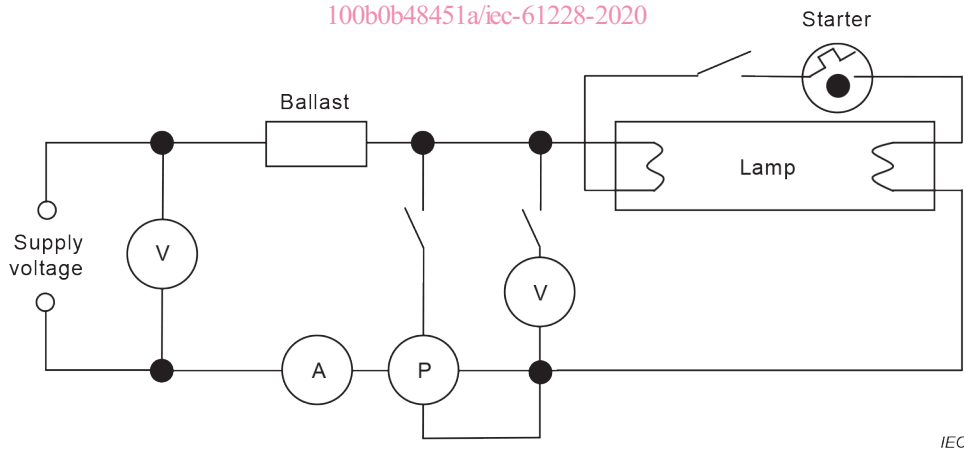 100b0b48451a/iec-61228-2020
Starter
Ballast
Lamp
Supply
voltage
V
V
A
P
IEC